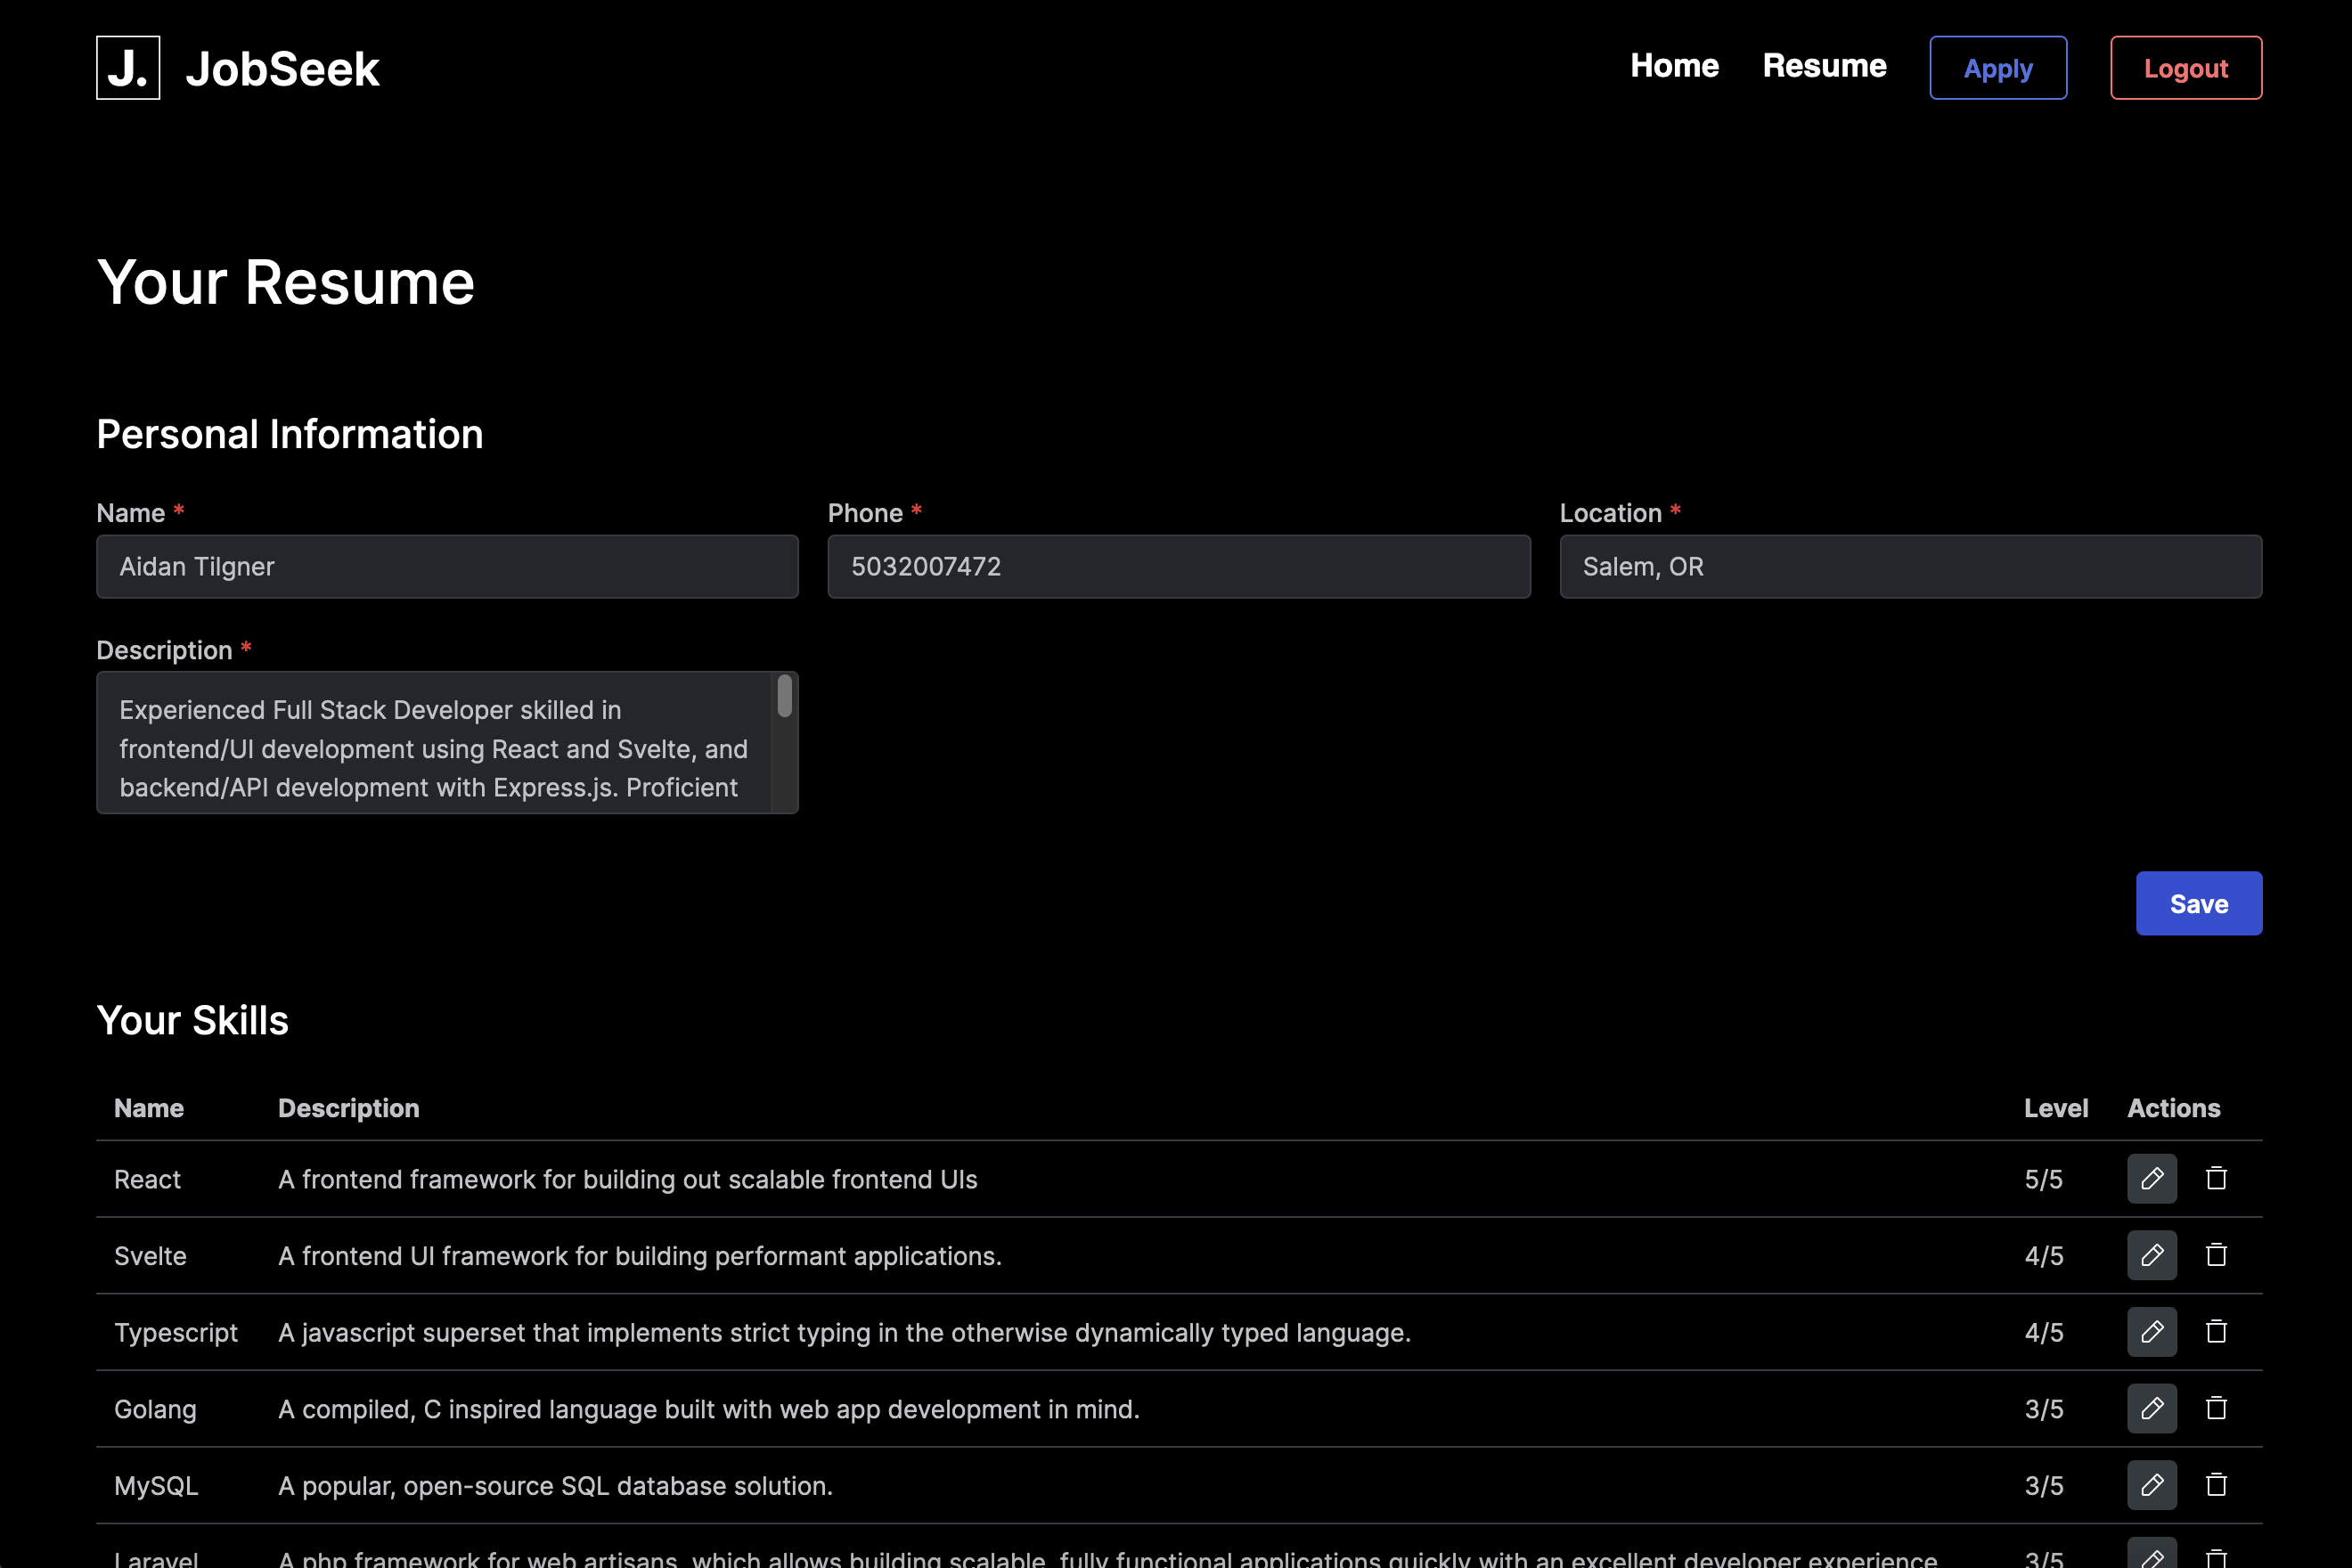 J. JobSeek Home Resume Apply Logout
Your Resume
Personal Information
Name * Phone * Location *
Aidan Tilgner 5032007472 Salem, OR
Description *
Experienced Full Stack Developer skilled in
frontend/UI development using React and Svelte, and
backend/API development with Express.js. Proficient
Save
Your Skills
Name Description Level Actions
React A frontend framework for building out scalable frontend UIs 5/5
Svelte A frontend UI framework for building performant applications. 4/5
Typescript A javascript superset that implements strict typing in the otherwise dynamically typed language. 4/5
Golang A compiled, C inspired language built with web app development in mind. 3/5
MySQL A popular, open-source SQL database solution. 3/5
Laravel A php framework for web artisans, which allows building scalable, fully functional applications quickly with an excellent developer experience 3/5